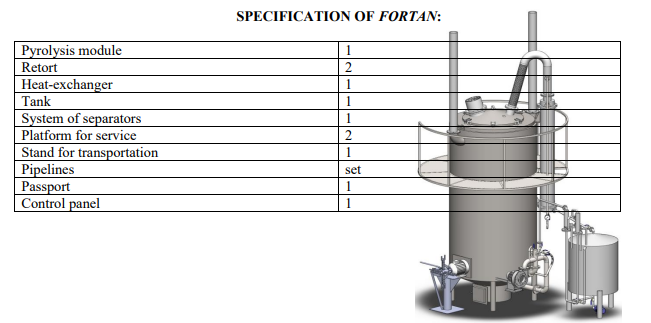 SPECIFICATION OF FORTAN:
Pyrolysis module 1
Retort 2
Heat-exchanger 1
Tank 1
System of separators 1
Platform for service 2
Stand for transportation 1
Pipelines set
Passport 1
Control panel 1